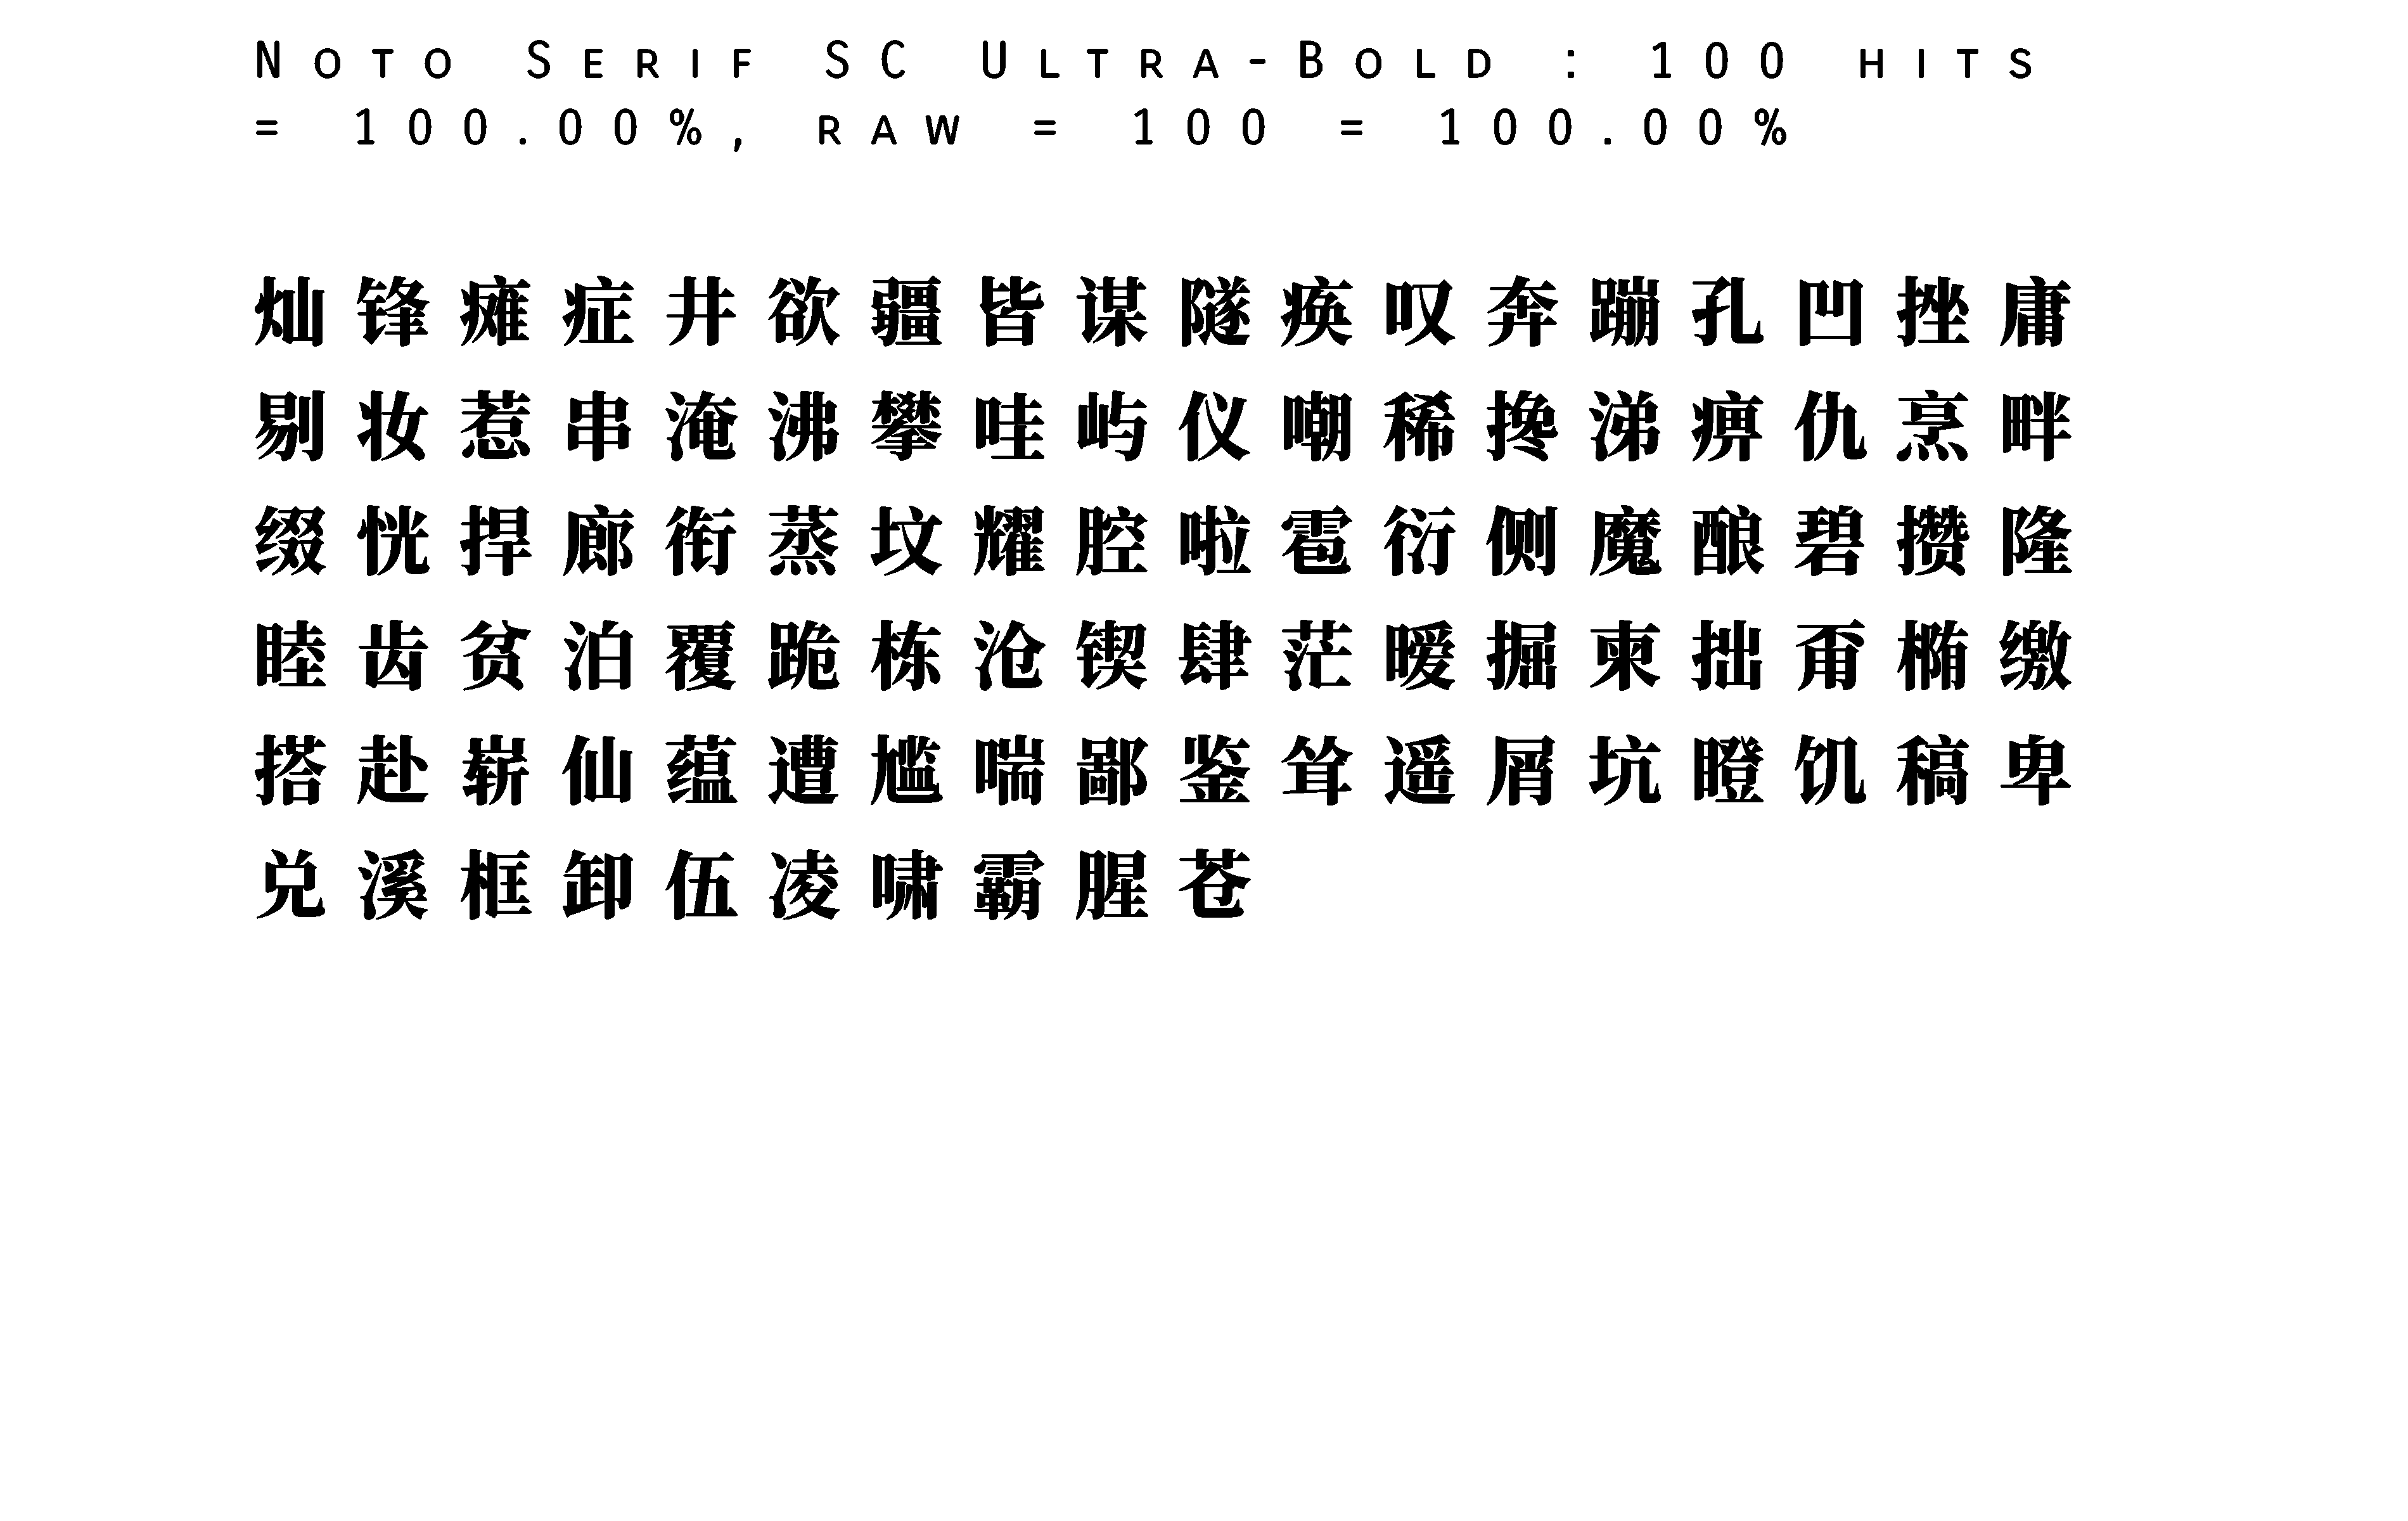 Noto Serif SC Ultra-Bold : 100 hits
= 100.00%, raw = 100 = 100.00%
灿锋瘫症井欲疆皆谋隧痪叹奔蹦孔凹挫庸
剔妆惹串淹沸攀哇屿仪嘲稀搀涕痹仇烹畔
缀恍捍廊衔蒸坟耀腔啦雹衍侧魔酿碧攒隆
睦齿贫泊覆跪栋沧锲肆茫暧掘柬拙甭椭缴
搭赴崭仙蕴遭尴喘鄙鉴耸遥屑坑瞪饥稿卑
兑溪框卸伍凌啸霸腥苍